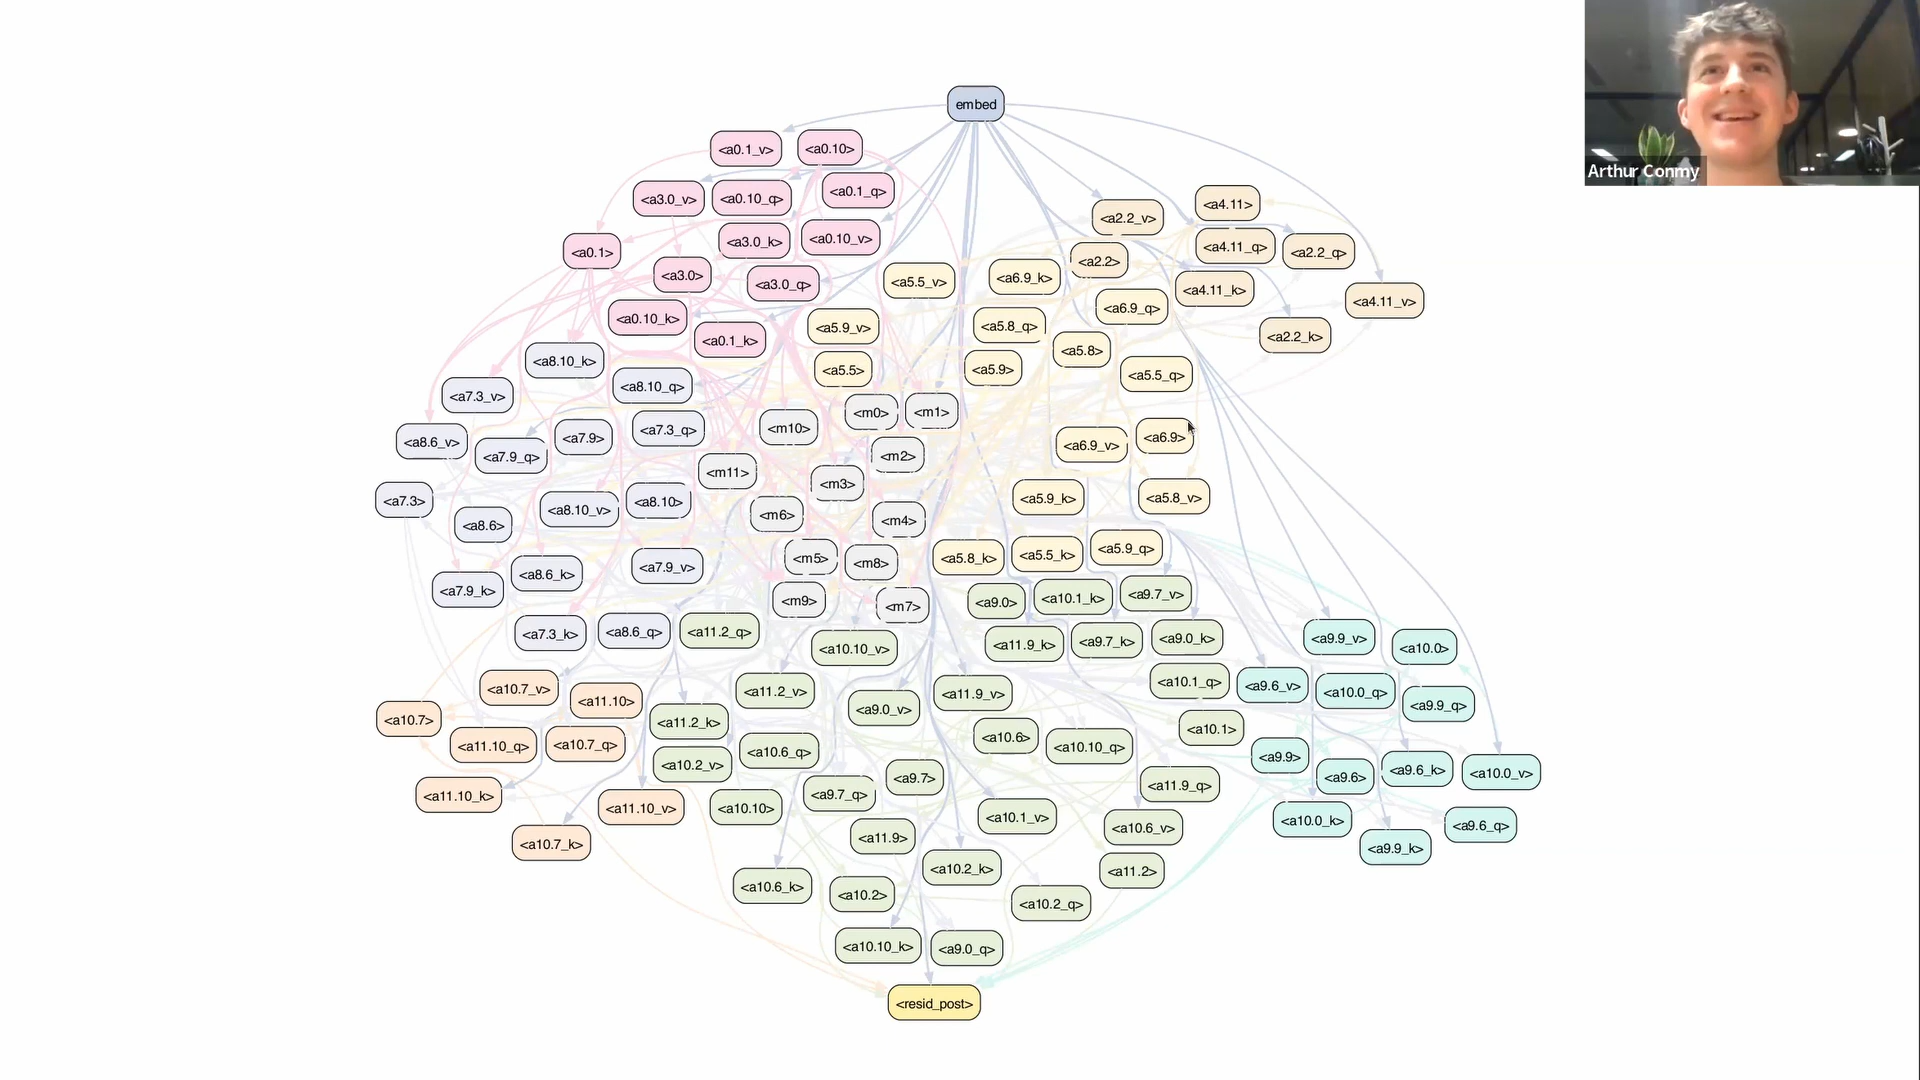 embed
Arthur Conmy
<a0.1_v>
<a0.10>
<a3.0_v>
<a0.10_q>
<a0.1_q>
<a2.2_v>
<a4.11>
<a0.1>
<a3.0_k>
<a0.10_v>
<a2.2>
<a4.11_q>
<a2.2_q>
<a3.0>
<a3.0_q>
<a5.5_v>
<a6.9_k>
<a4.11_k>
<a4.11_v>
<a0.10_k>
<a0.1_k>
<a5.9_v>
<a5.8_q>
<a6.9_q>
<a2.2_k>
<a8.10_k>
<a5.5>
<a5.9>
<a5.8>
<a5.5_q>
<a7.3_v>
<a8.10_q>
<m0>
<m1>
<a8.6_v>
<a7.9_q>
<a7.9>
<a7.3_q>
<m10>
<m2>
<a6.9_v>
<a6.9>
<m11>
<m3>
<a7.3>
<a8.6>
<a8.10_v>
<a8.10>
<m6>
<m4>
<a5.9_k>
<a5.8_v>
<m5>
<m8>
<a5.8_k>
<a5.5_k>
<a5.9_q>
<a7.9_k>
<a8.6_k>
<a7.9_v>
<m9>
<m7>
<a9.0>
<a10.1_k>
<a9.7_v>
<a7.3_k>
<a8.6_q>
<a11.2_q>
<a10.10_v>
<a11.9_k>
<a9.7_k>
<a9.0_k>
<a9.9_v>
<a10.0>
<a10.7_v>
<a11.10>
<a11.2_v>
<a9.0_v>
<a11.9_v>
<a10.1_q>
<a9.6_v>
<a10.0_q>
<a9.9_q>
<a10.7>
<a11.10_q>
<a10.7_q>
<a11.2_k>
<a10.6_q>
<a10.6>
<a10.10_q>
<a10.1>
<a9.9>
<a10.2_v>
<a9.7>
<a9.6>
<a9.6_k>
<a10.0_v>
<a11.10_k>
<a11.10_v>
<a10.10>
<a9.7_q>
<a11.9_q>
<a10.7_k>
<a11.9>
<a10.1_v>
<a10.6_v>
<a10.0_k>
<a9.6_q>
<a9.9_k>
<a10.6_k>
<a10.2>
<a10.2_k>
<a11.2>
<a10.2_q>
<a10.10_k>
<a9.0_q>
<resid_post>